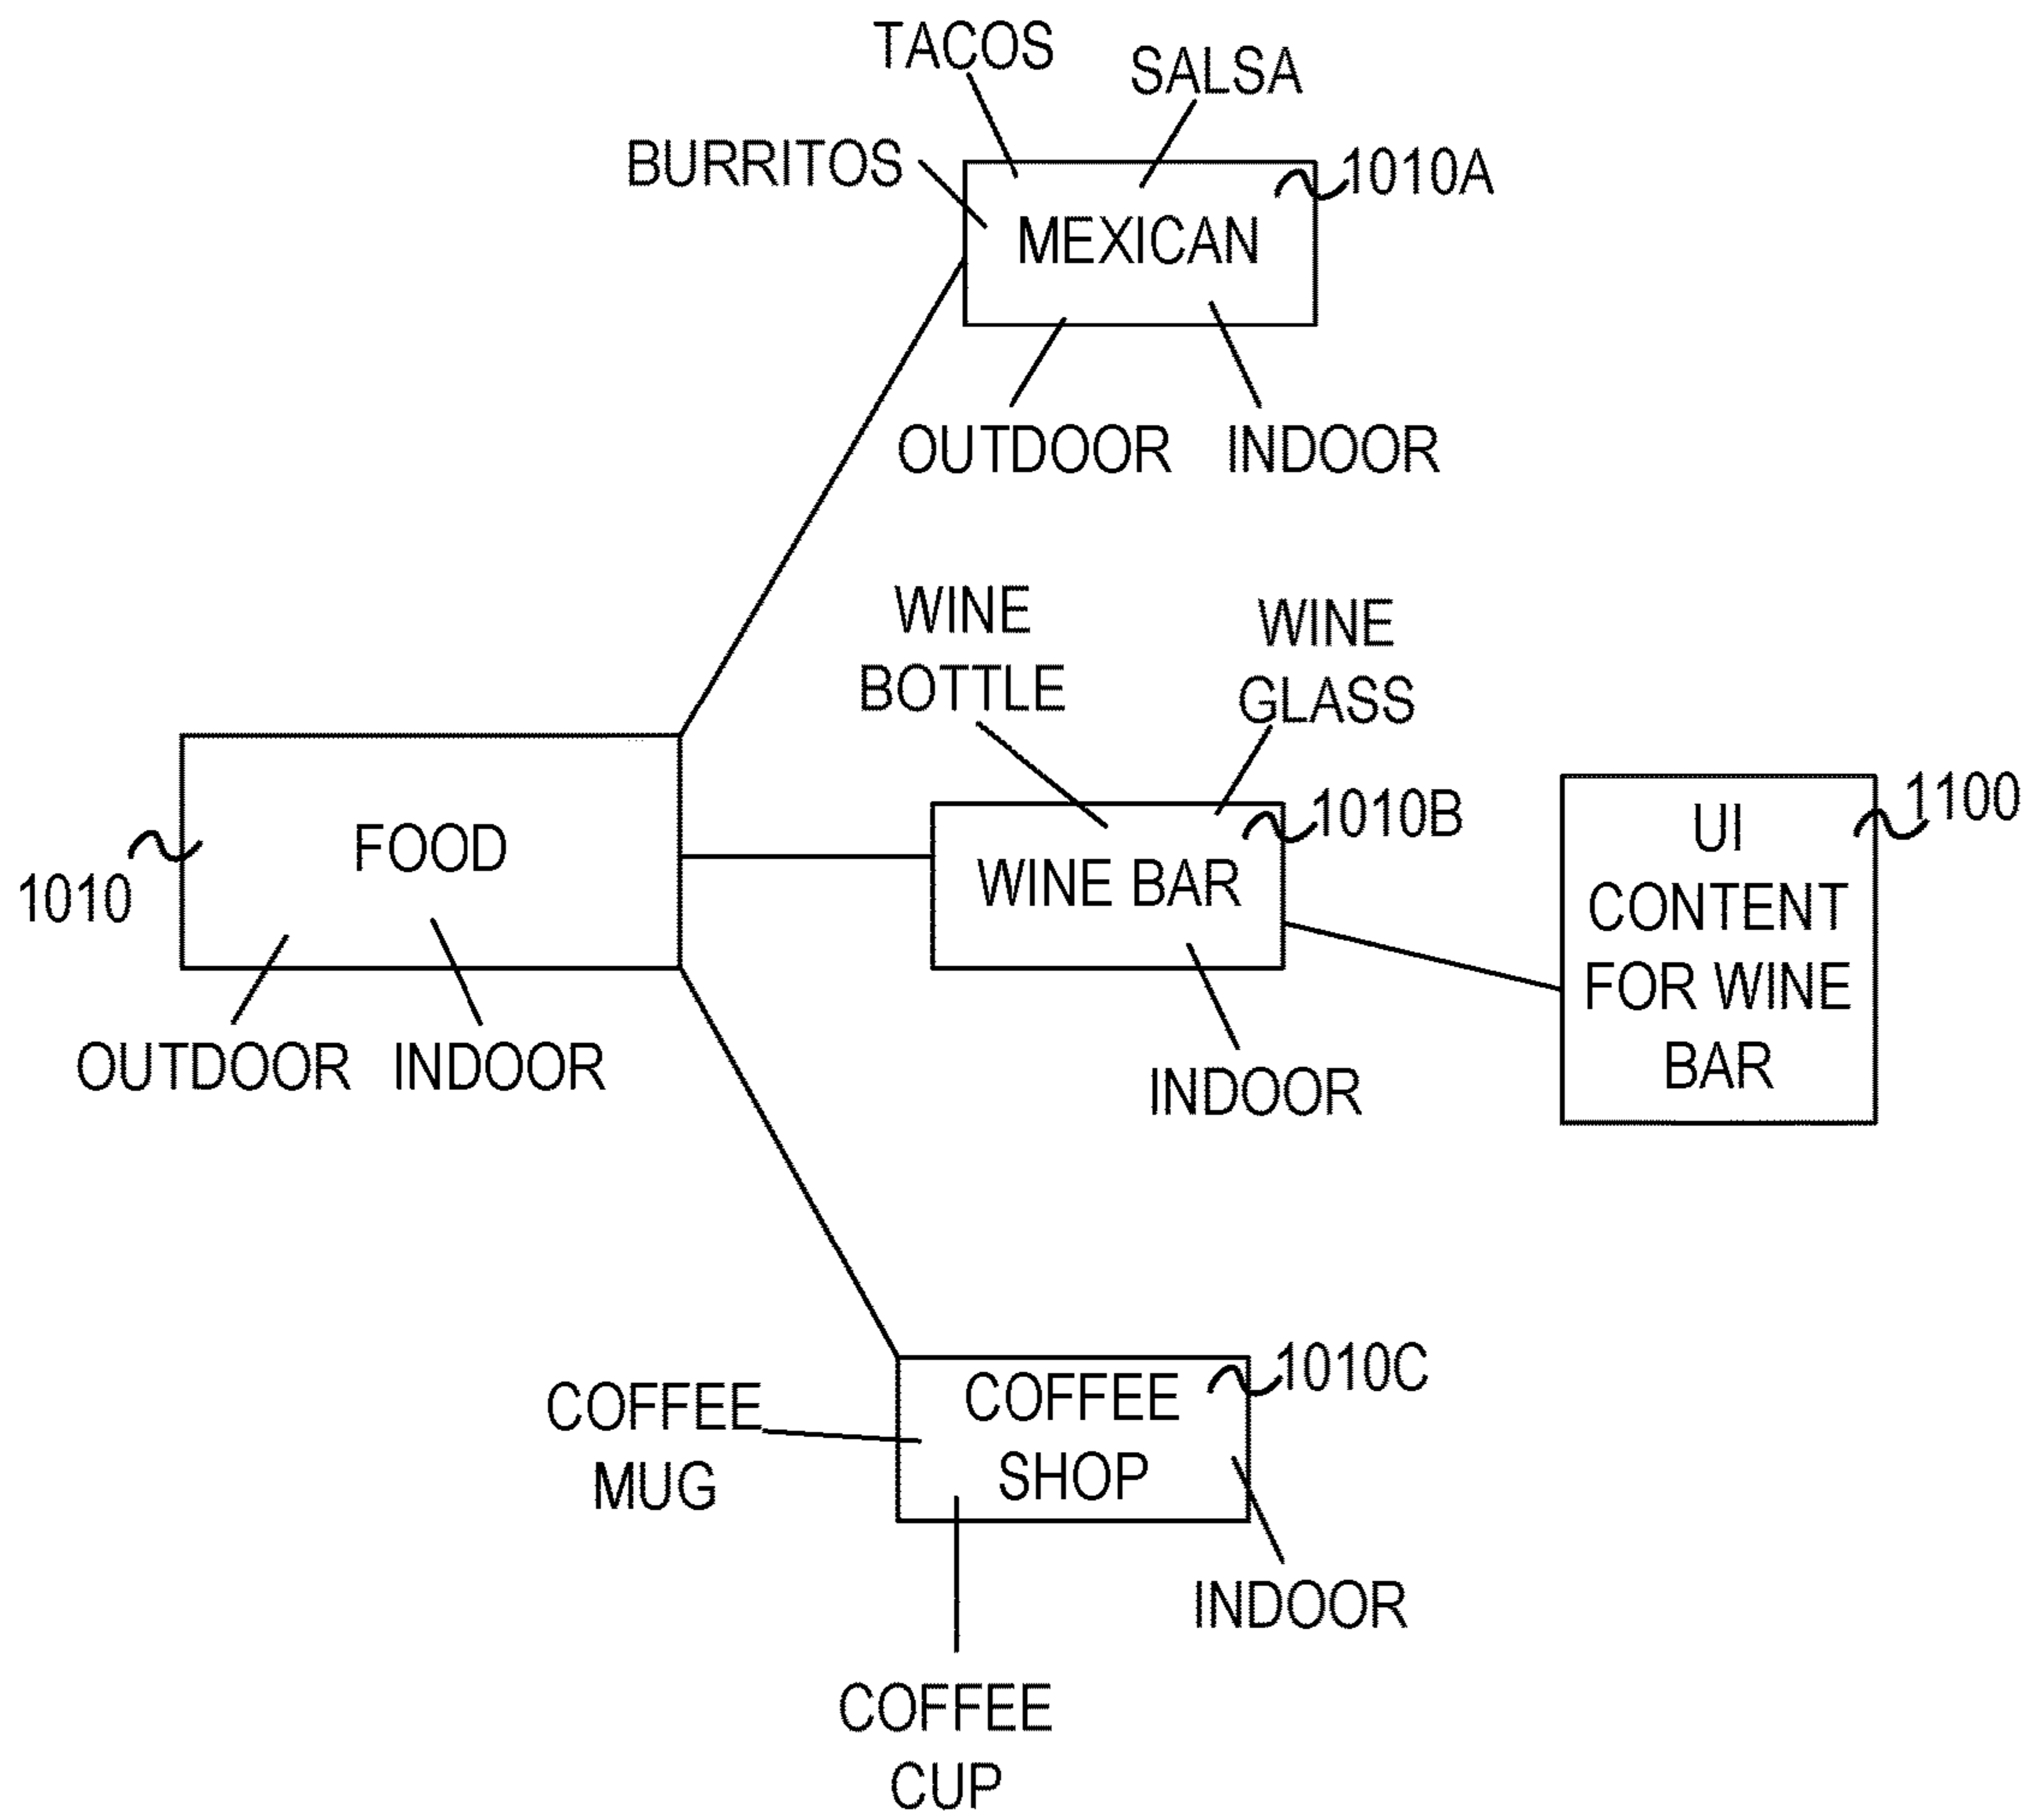 TACOS
SALSA
BURRITOS
1010A
MEXICAN
OUTDOOR
INDOOR
WINE
BOTTLE
WINE
GLASS
1010B
WINE BAR
INDOOR
1100
UI
CONTENT
FOR WINE
BAR
FOOD
1010
OUTDOOR
INDOOR
1010C
COFFEE
SHOP
COFFEE
MUG
INDOOR
COFFEE
CUP